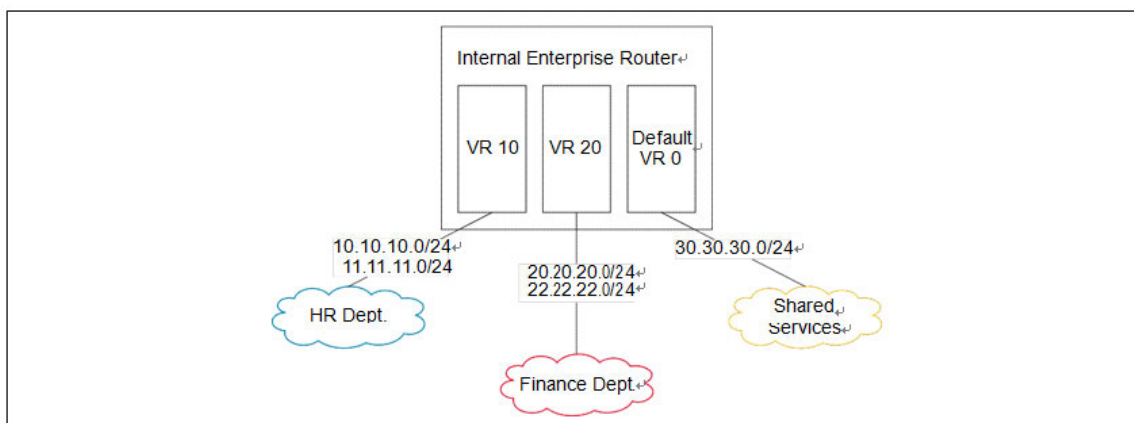 Internal Enterprise Router↵
VR 10
VR 20
Default
VR 0
↵
10.10.10.0/24↵
11.11.11.0/24
20.20.20.0/24↵
22.22.22.0/24↵
30.30.30.0/24↵
HR Dept.
Finance Dept.↵
Shared↵
Services↵